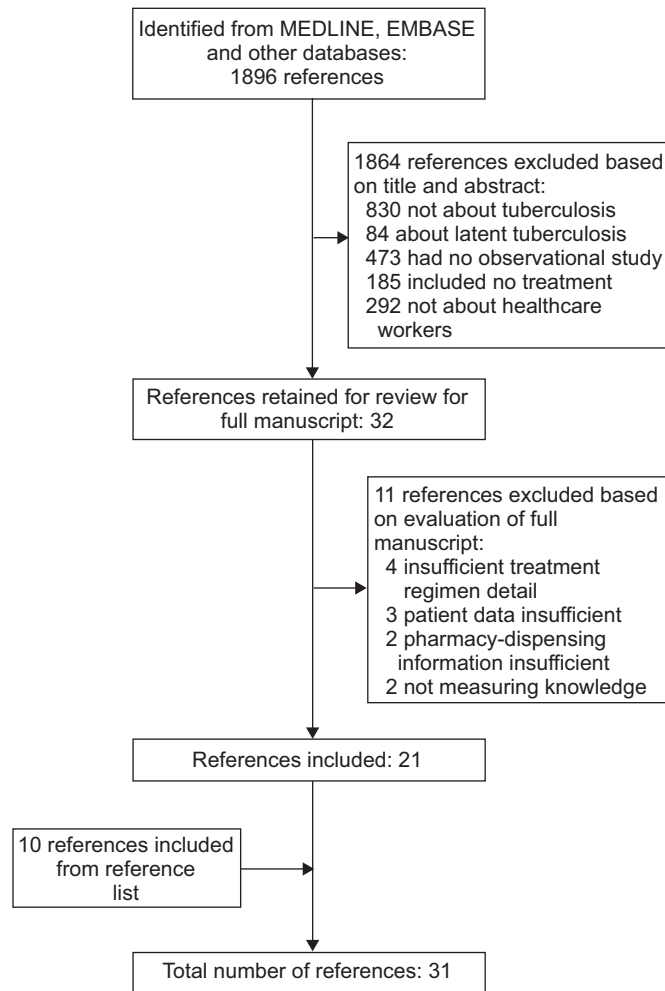 Identified from MEDLINE, EMBASE
and other databases:
1896 references
1864 references excluded based
on title and abstract:
830 not about tuberculosis
84 about latent tuberculosis
473 had no observational study
185 included no treatment
292 not about healthcare
workers
References retained for review for
full manuscript: 32
11 references excluded based
on evaluation of full
manuscript:
4 insufficient treatment
regimen detail
3 patient data insufficient
2 pharmacy-dispensing
information insufficient
2 not measuring knowledge
References included: 21
10 references included
from reference
list
Total number of references: 31